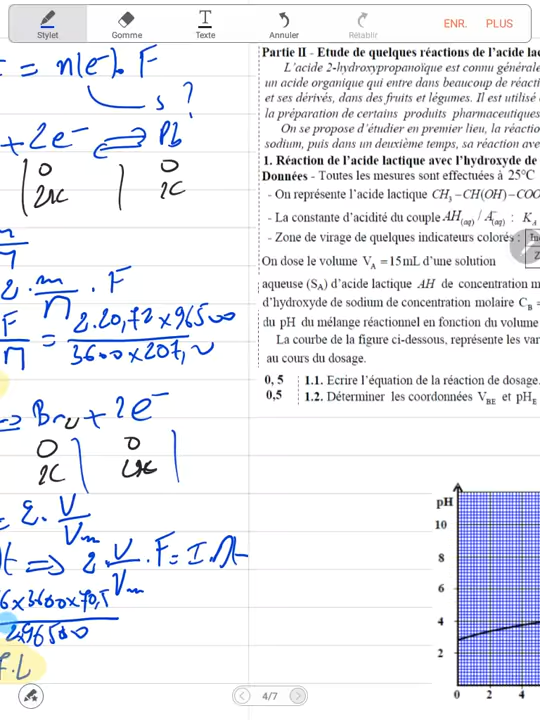 Stylet Gomme Texte Annuler Rétablir ENR. PLUS
= n(e⁻). F
s ?
+ 2e⁻ ⇌ Pb
0 | 0
2x | x
2. m/M . F
= 2.20,72 x 96500 / 3600 x 207,2
⇌ Br₂ + 2e⁻
0 | 0
x | 2x
= 2. V/Vm
⇒ 2. V/Vm . F = I.Δt
6 x 3600 x 70,5
2.96500
L
Partie II - Etude de quelques réactions de l'acide lac
L'acide 2-hydroxypropanoïque est connu générale
un acide organique qui entre dans beaucoup de réacti
et ses dérivés, dans des fruits et légumes. Il est utilisé
la préparation de certains produits pharmaceutiques
On se propose d'étudier en premier lieu, la réactio
sodium, puis dans un deuxième temps, sa réaction ave
1. Réaction de l'acide lactique avec l'hydroxyde de
Données - Toutes les mesures sont effectuées à 25°C
- On représente l'acide lactique CH₃−CH(OH)−COO
- La constante d'acidité du couple AH(aq) / A⁻(aq) : K_A
- Zone de virage de quelques indicateurs colorés :
On dose le volume V_A = 15 mL d'une solution
aqueuse (S_A) d'acide lactique AH de concentration m
d'hydroxyde de sodium de concentration molaire C_B =
du pH du mélange réactionnel en fonction du volume
La courbe de la figure ci-dessous, représente les var
au cours du dosage.
0, 5 1.1. Ecrire l'équation de la réaction de dosage.
0,5 1.2. Déterminer les coordonnées V_BE et pH_E
pH
10
8
6
4
2
0 2 4
4/7